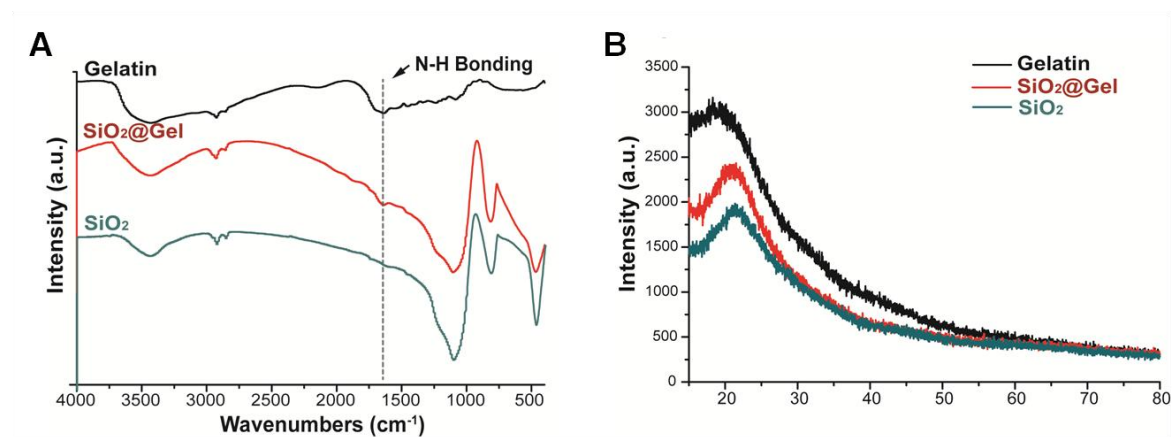 A
Gelatin
N-H Bonding
SiO₂@Gel
SiO₂
Intensity (a.u.)
4000 3500 3000 2500 2000 1500 1000 500
Wavenumbers (cm⁻¹)
B
Gelatin
SiO₂@Gel
SiO₂
Intensity (a.u.)
3500
3000
2500
2000
1500
1000
500
0
20 30 40 50 60 70 80